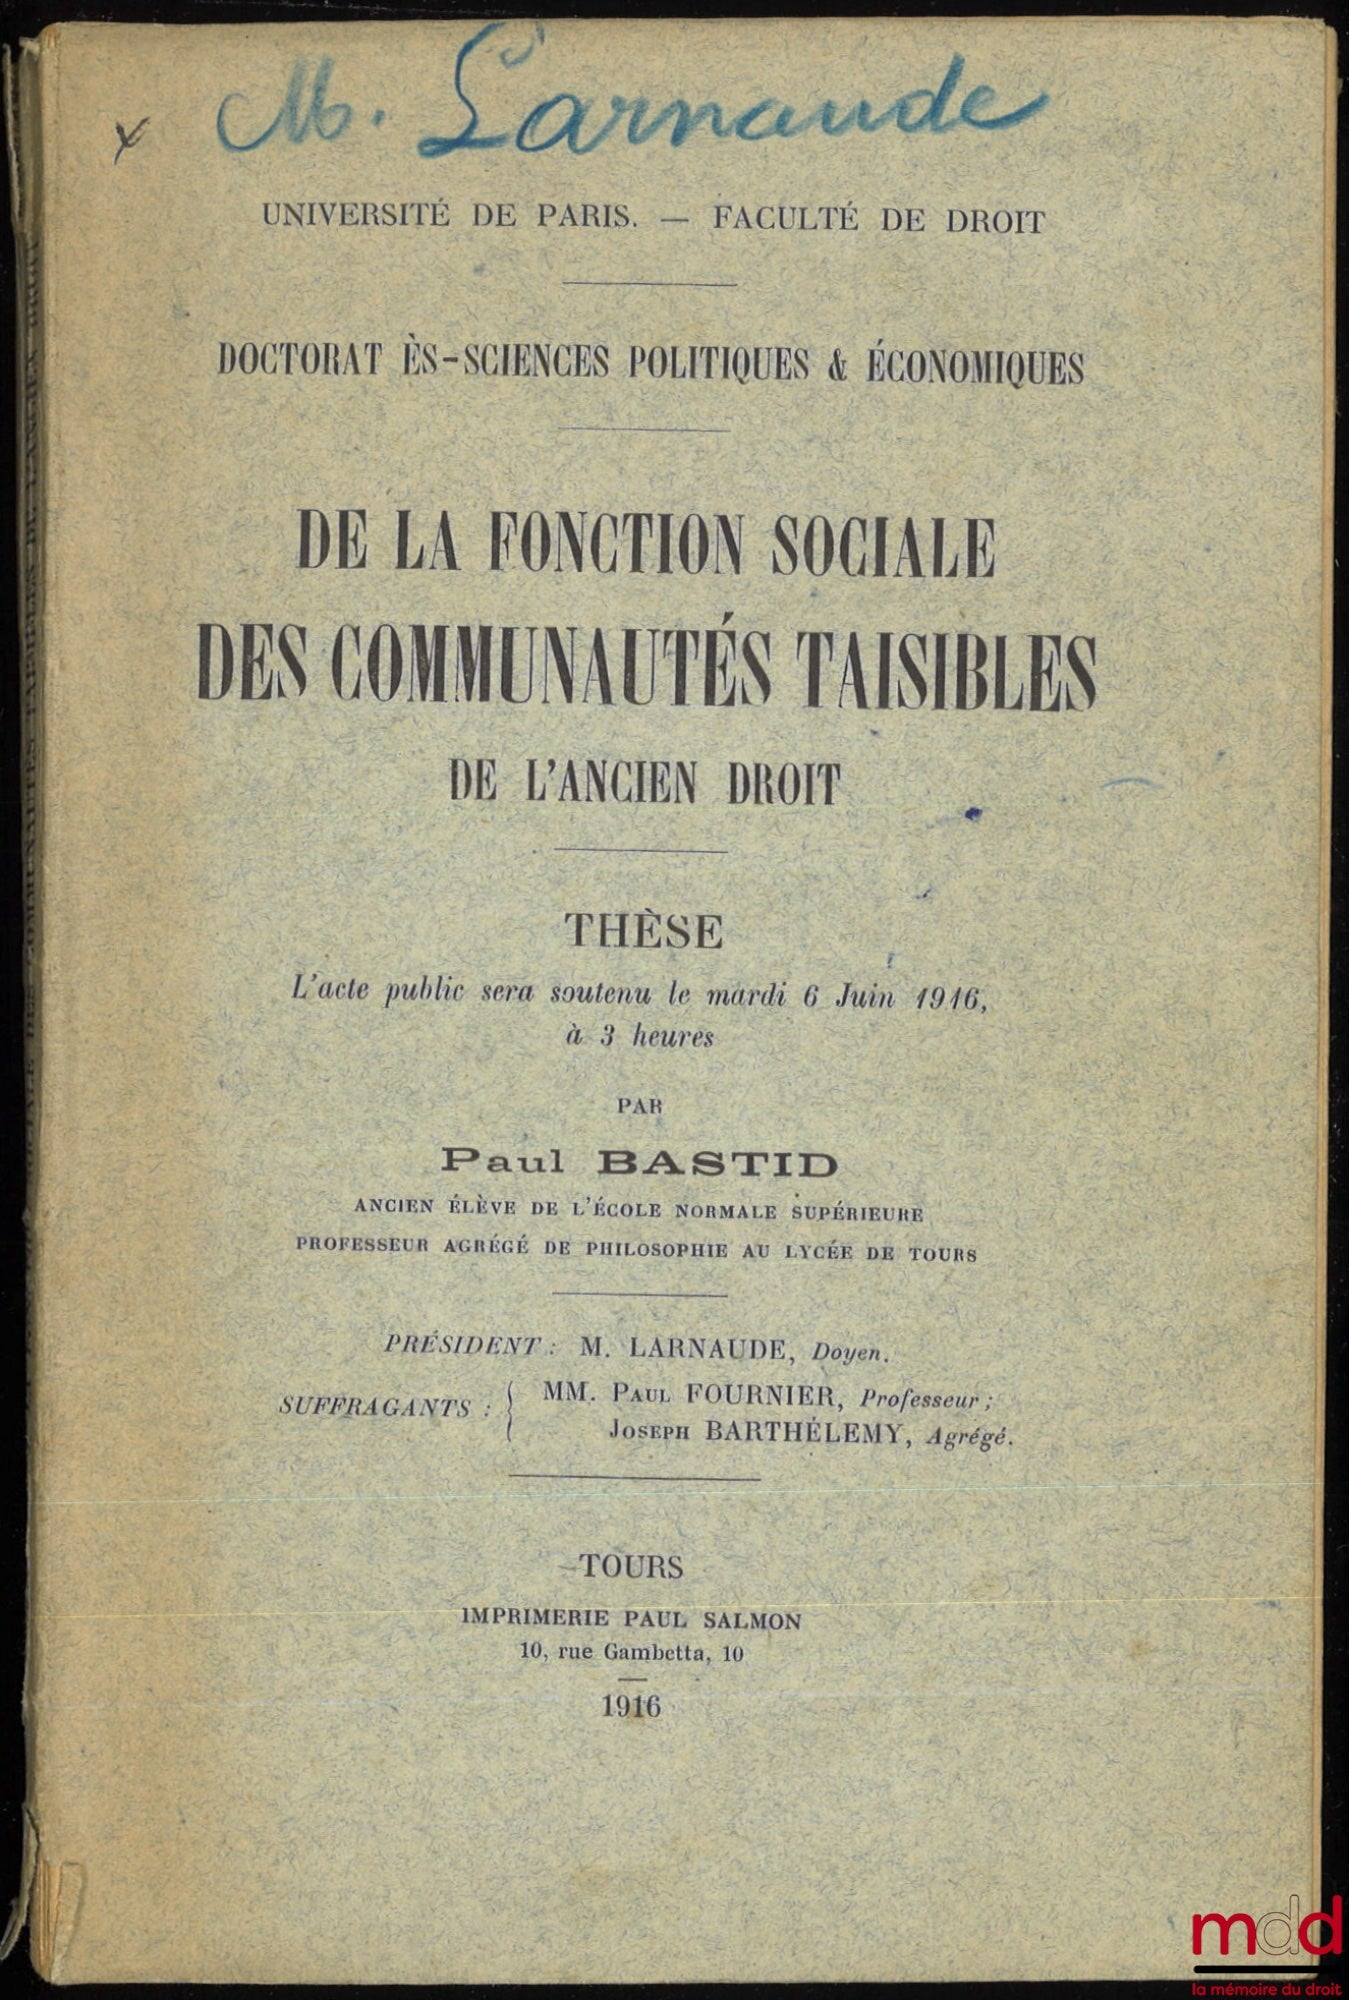 M. Larnaude
UNIVERSITÉ DE PARIS. — FACULTÉ DE DROIT
DOCTORAT ÈS-SCIENCES POLITIQUES & ÉCONOMIQUES
DE LA FONCTION SOCIALE
DES COMMUNAUTÉS TAISIBLES
DE L'ANCIEN DROIT
THÈSE
L'acte public sera soutenu le mardi 6 Juin 1916,
à 3 heures
PAR
Paul BASTID
ANCIEN ÉLÈVE DE L'ÉCOLE NORMALE SUPÉRIEURE
PROFESSEUR AGRÉGÉ DE PHILOSOPHIE AU LYCÉE DE TOURS
PRÉSIDENT : M. LARNAUDE, Doyen.
SUFFRAGANTS : { MM. PAUL FOURNIER, Professeur ;
JOSEPH BARTHÉLEMY, Agrégé.
TOURS
IMPRIMERIE PAUL SALMON
10, rue Gambetta, 10
1916
mdd
la mémoire du droit